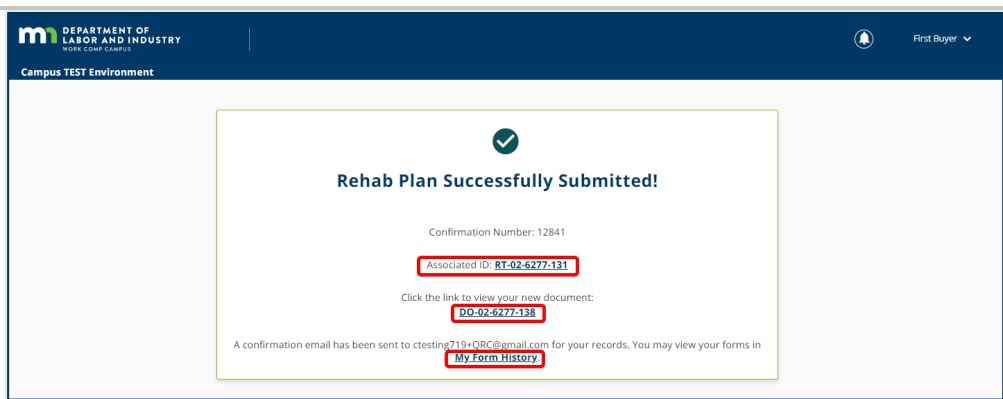 DEPARTMENT OF
LABOR AND INDUSTRY
WORK COMP CAMPUS
First Buyer
Campus TEST Environment
Rehab Plan Successfully Submitted!
Confirmation Number: 12841
Associated ID: RT-02-6277-131
Click the link to view your new document:
DO-02-6277-138
A confirmation email has been sent to ctesting719+QRC@gmail.com for your records. You may view your forms in
My Form History.